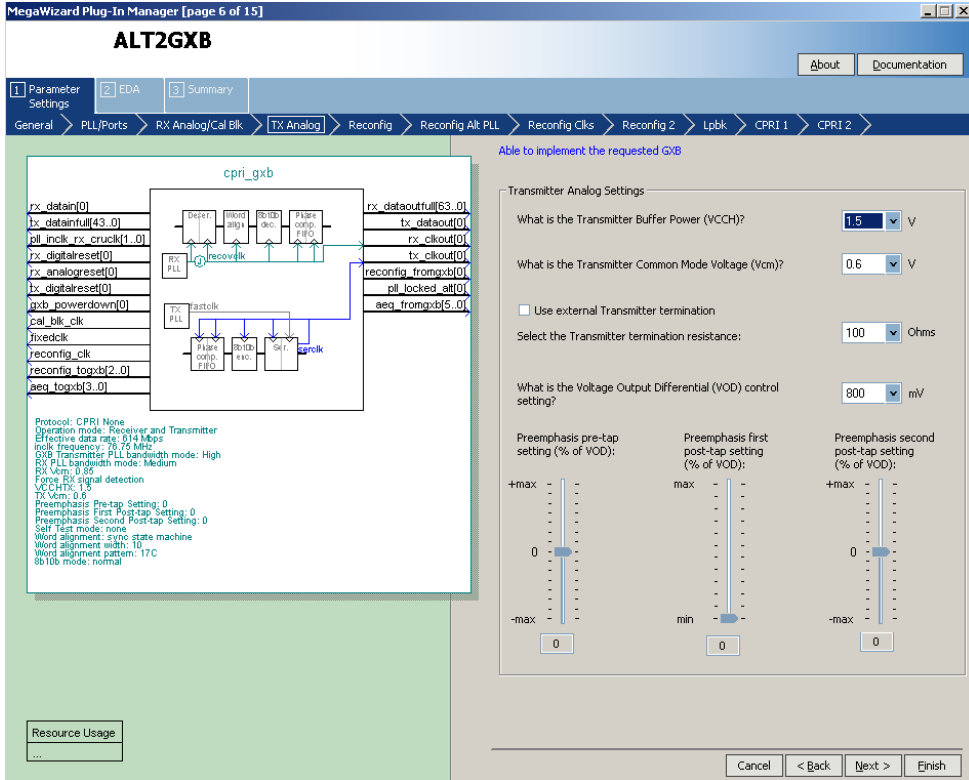 MegaWizard Plug-In Manager [page 6 of 15]
ALT2GXB
About
Documentation
1 Parameter Settings
2 EDA
3 Summary
General
PLL/Ports
RX Analog/Cal Blk
TX Analog
Reconfig
Reconfig Alt PLL
Reconfig Clks
Reconfig 2
Lpbk
CPRI 1
CPRI 2
Able to implement the requested GXB
cpri_gxb
rx_datain[0]
tx_datainfull[43..0]
pll_inclk_rx_cruclk[1..0]
rx_digitalreset[0]
rx_analogreset[0]
tx_digitalreset[0]
gxb_powerdown[0]
cal_blk_clk
fixedclk
reconfig_clk
reconfig_togxb[2..0]
aeq_togxb[3..0]
Deser.
Word align
8b10b dec.
Phase comp. FIFO
RX PLL
recovclk
TX PLL
fastclk
Phase comp. FIFO
8b10b enc.
Ser.
serclk
rx_dataoutfull[63..0]
tx_dataout[0]
rx_clkout[0]
tx_clkout[0]
reconfig_fromgxb[0]
pll_locked_alt[0]
aeq_fromgxb[5..0]
Protocol: CPRI None
Operation mode: Receiver and Transmitter
Effective data rate: 614 Mbps
inclk frequency: 76.75 MHz
GXB Transmitter PLL bandwidth mode: High
RX PLL bandwidth mode: Medium
RX Vcm: 0.85
Force RX signal detection
VCCHTX: 1.5
TX Vcm: 0.6
Preemphasis Pre-tap Setting: 0
Preemphasis First Post-tap Setting: 0
Preemphasis Second Post-tap Setting: 0
Self Test mode: none
Word alignment: sync state machine
Word alignment width: 10
Word alignment pattern: 17C
8b10b mode: normal
Resource Usage
...
Transmitter Analog Settings
What is the Transmitter Buffer Power (VCCH)?
1.5
V
What is the Transmitter Common Mode Voltage (Vcm)?
0.6
V
Use external Transmitter termination
Select the Transmitter termination resistance:
100
Ohms
What is the Voltage Output Differential (VOD) control
setting?
800
mV
Preemphasis pre-tap
setting (% of VOD):
+max
0
-max
0
Preemphasis first
post-tap setting
(% of VOD):
max
min
0
Preemphasis second
post-tap setting
(% of VOD):
+max
0
-max
0
Cancel
< Back
Next >
Finish